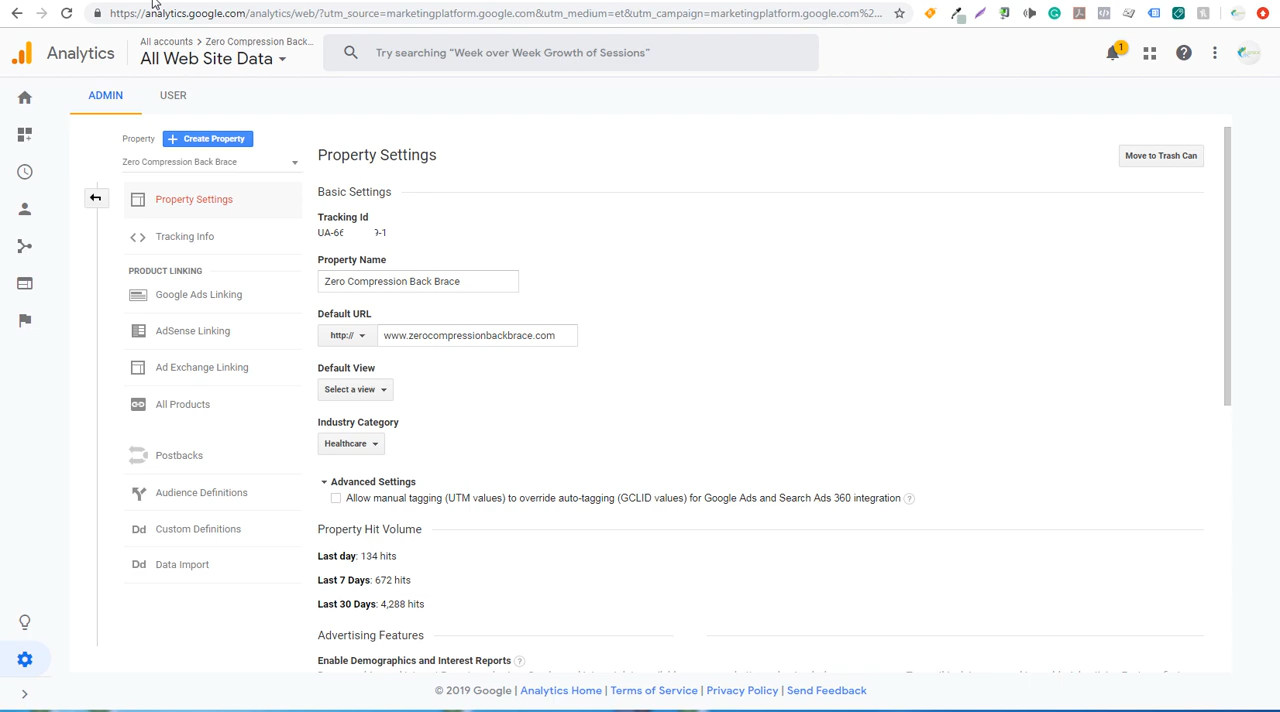 https://analytics.google.com/analytics/web/?utm_source=marketingplatform.google.com&utm_medium=et&utm_campaign=marketingplatform.google.com%2...
Analytics
All accounts > Zero Compression Back...
All Web Site Data
Try searching "Week over Week Growth of Sessions"
1
ADMIN
USER
Property
+ Create Property
Zero Compression Back Brace
Property Settings
Tracking Info
PRODUCT LINKING
Google Ads Linking
AdSense Linking
Ad Exchange Linking
All Products
Postbacks
Audience Definitions
Dd Custom Definitions
Dd Data Import
Property Settings
Move to Trash Can
Basic Settings
Tracking Id
UA-66 9-1
Property Name
Zero Compression Back Brace
Default URL
http:// www.zerocompressionbackbrace.com
Default View
Select a view
Industry Category
Healthcare
Advanced Settings
Allow manual tagging (UTM values) to override auto-tagging (GCLID values) for Google Ads and Search Ads 360 integration ?
Property Hit Volume
Last day: 134 hits
Last 7 Days: 672 hits
Last 30 Days: 4,288 hits
Advertising Features
Enable Demographics and Interest Reports ?
© 2019 Google | Analytics Home | Terms of Service | Privacy Policy | Send Feedback